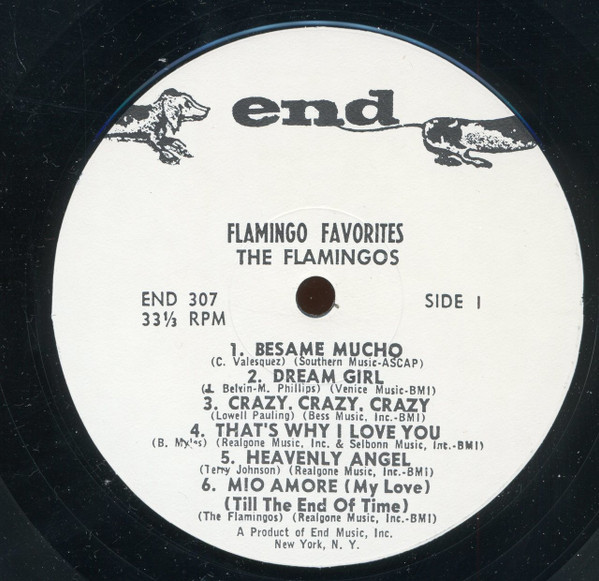 end
FLAMINGO FAVORITES
THE FLAMINGOS
END 307
33⅓ RPM
SIDE 1
1. BESAME MUCHO
(C. Valesquez) (Southern Music-ASCAP)
2. DREAM GIRL
(J. Belvin-M. Phillips) (Venice Music-BMI)
3. CRAZY, CRAZY, CRAZY
(Lowell Pauling) (Bess Music, Inc.-BMI)
4. THAT'S WHY I LOVE YOU
(B. Myles) (Realgone Music, Inc. & Selbonn Music, Inc.-BMI)
5. HEAVENLY ANGEL
(Terry Johnson) (Realgone Music, Inc.-BMI)
6. MIO AMORE (My Love)
(Till The End Of Time)
(The Flamingos) (Realgone Music, Inc.-BMI)
A Product of End Music, Inc.
New York, N. Y.